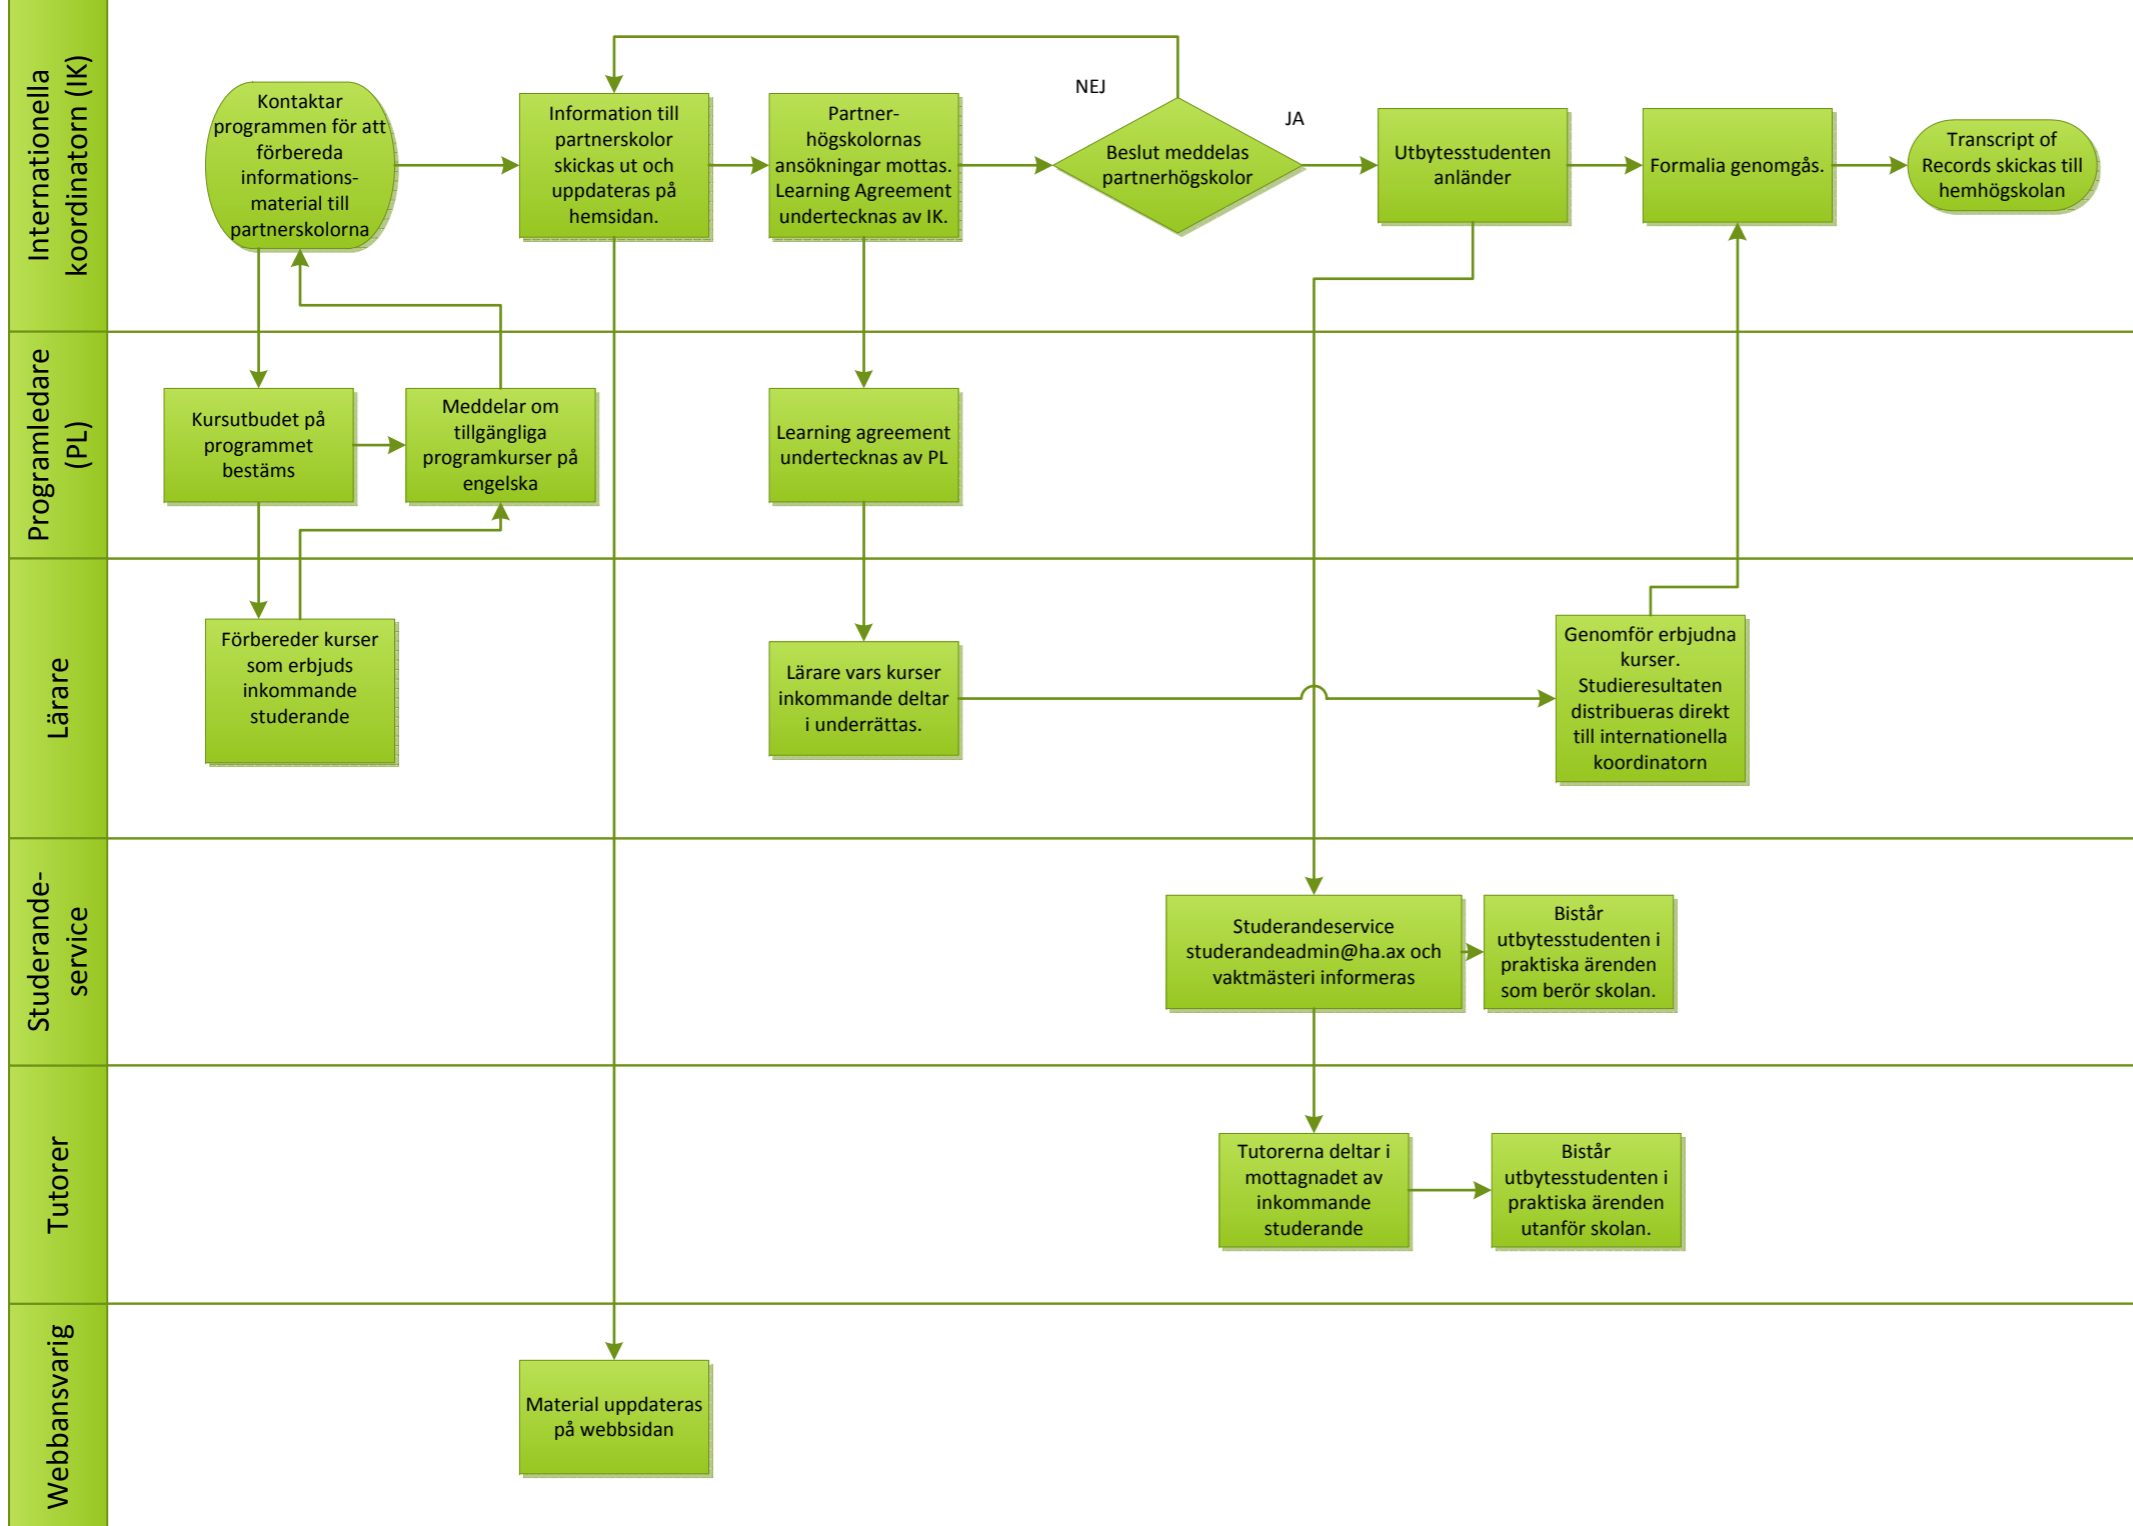 Internationella
koordinatorn (IK)
Kontaktar
programmen för att
förbereda
informations-
material till
partnerskolorna
Information till
partnerskolor
skickas ut och
uppdateras på
hemsidan.
Partner-
högskolornas
ansökningar mottas.
Learning Agreement
undertecknas av IK.
NEJ
Beslut meddelas
partnerhögskolor
JA
Utbytesstudenten
anländer
Formalia genomgås.
Transcript of
Records skickas till
hemhögskolan
Programledare
(PL)
Kursutbudet på
programmet
bestäms
Meddelar om
tillgängliga
programkurser på
engelska
Learning agreement
undertecknas av PL
Lärare
Förbereder kurser
som erbjuds
inkommande
studerande
Lärare vars kurser
inkommande deltar
i underrättas.
Genomför erbjudna
kurser.
Studieresultaten
distribueras direkt
till internationella
koordinatorn
Studerande-
service
Studerandeservice
studerandeadmin@ha.ax och
vaktmästeri informeras
Bistår
utbytesstudenten i
praktiska ärenden
som berör skolan.
Tutorer
Tutorerna deltar i
mottagnadet av
inkommande
studerande
Bistår
utbytesstudenten i
praktiska ärenden
utanför skolan.
Webbansvarig
Material uppdateras
på webbsidan